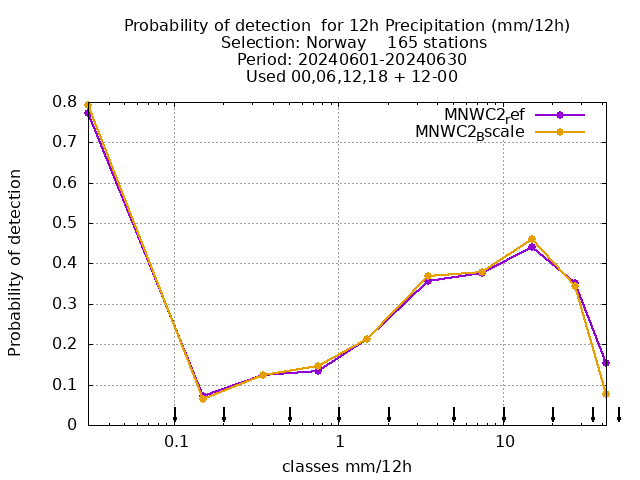 Probability of detection  for 12h Precipitation (mm/12h)
Selection: Norway    165 stations
Period: 20240601-20240630
Used 00,06,12,18 + 12-00
MNWC2ref
MNWC2Bscale
0.8
0.7
0.6
0.5
0.4
0.3
0.2
0.1
0
Probability of detection
0.1 1 10
classes mm/12h